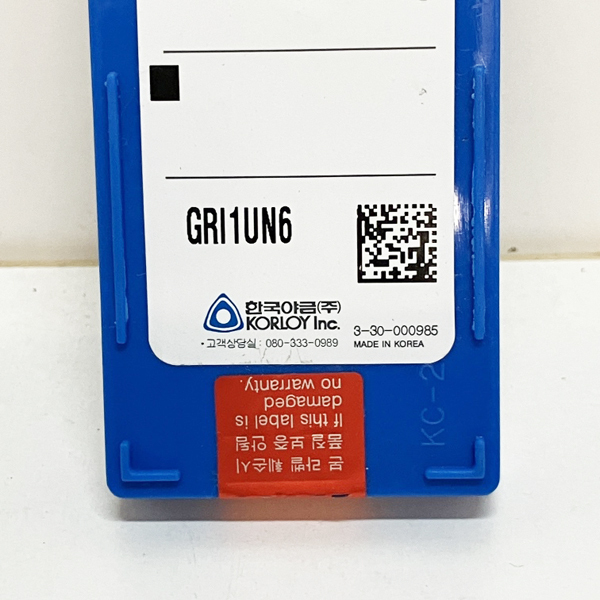 GRI1UN6
한국야금(주)
KORLOY Inc.
3-30-000985
• 고객상담실 : 080-333-0989
MADE IN KOREA
KC-2
본 라벨 훼손시
품질 보증 안됨
If this label is
damaged
no warranty.